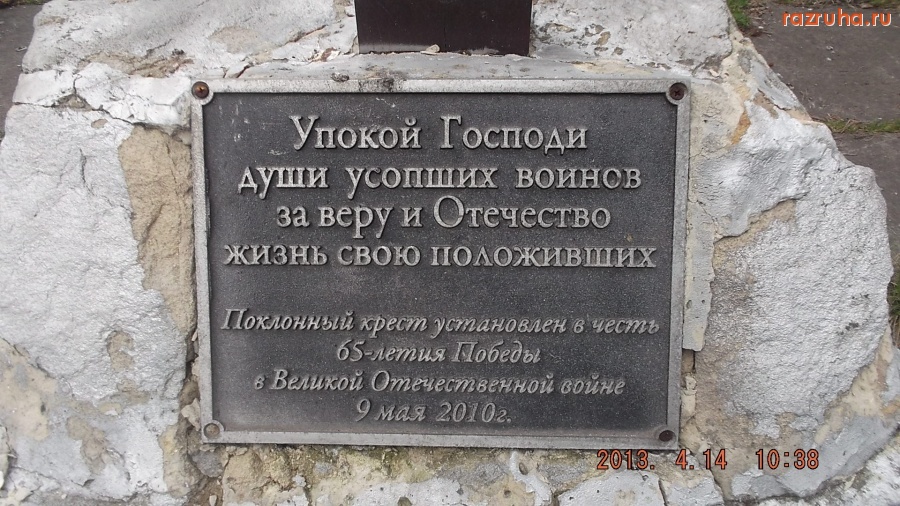 razruha.ru
Упокой Господи
души усопших воинов
за веру и Отечество
жизнь свою положивших
Поклонный крест установлен в честь
65-летия Победы
в Великой Отечественной войне
9 мая 2010г.
2013. 4.14 10:38